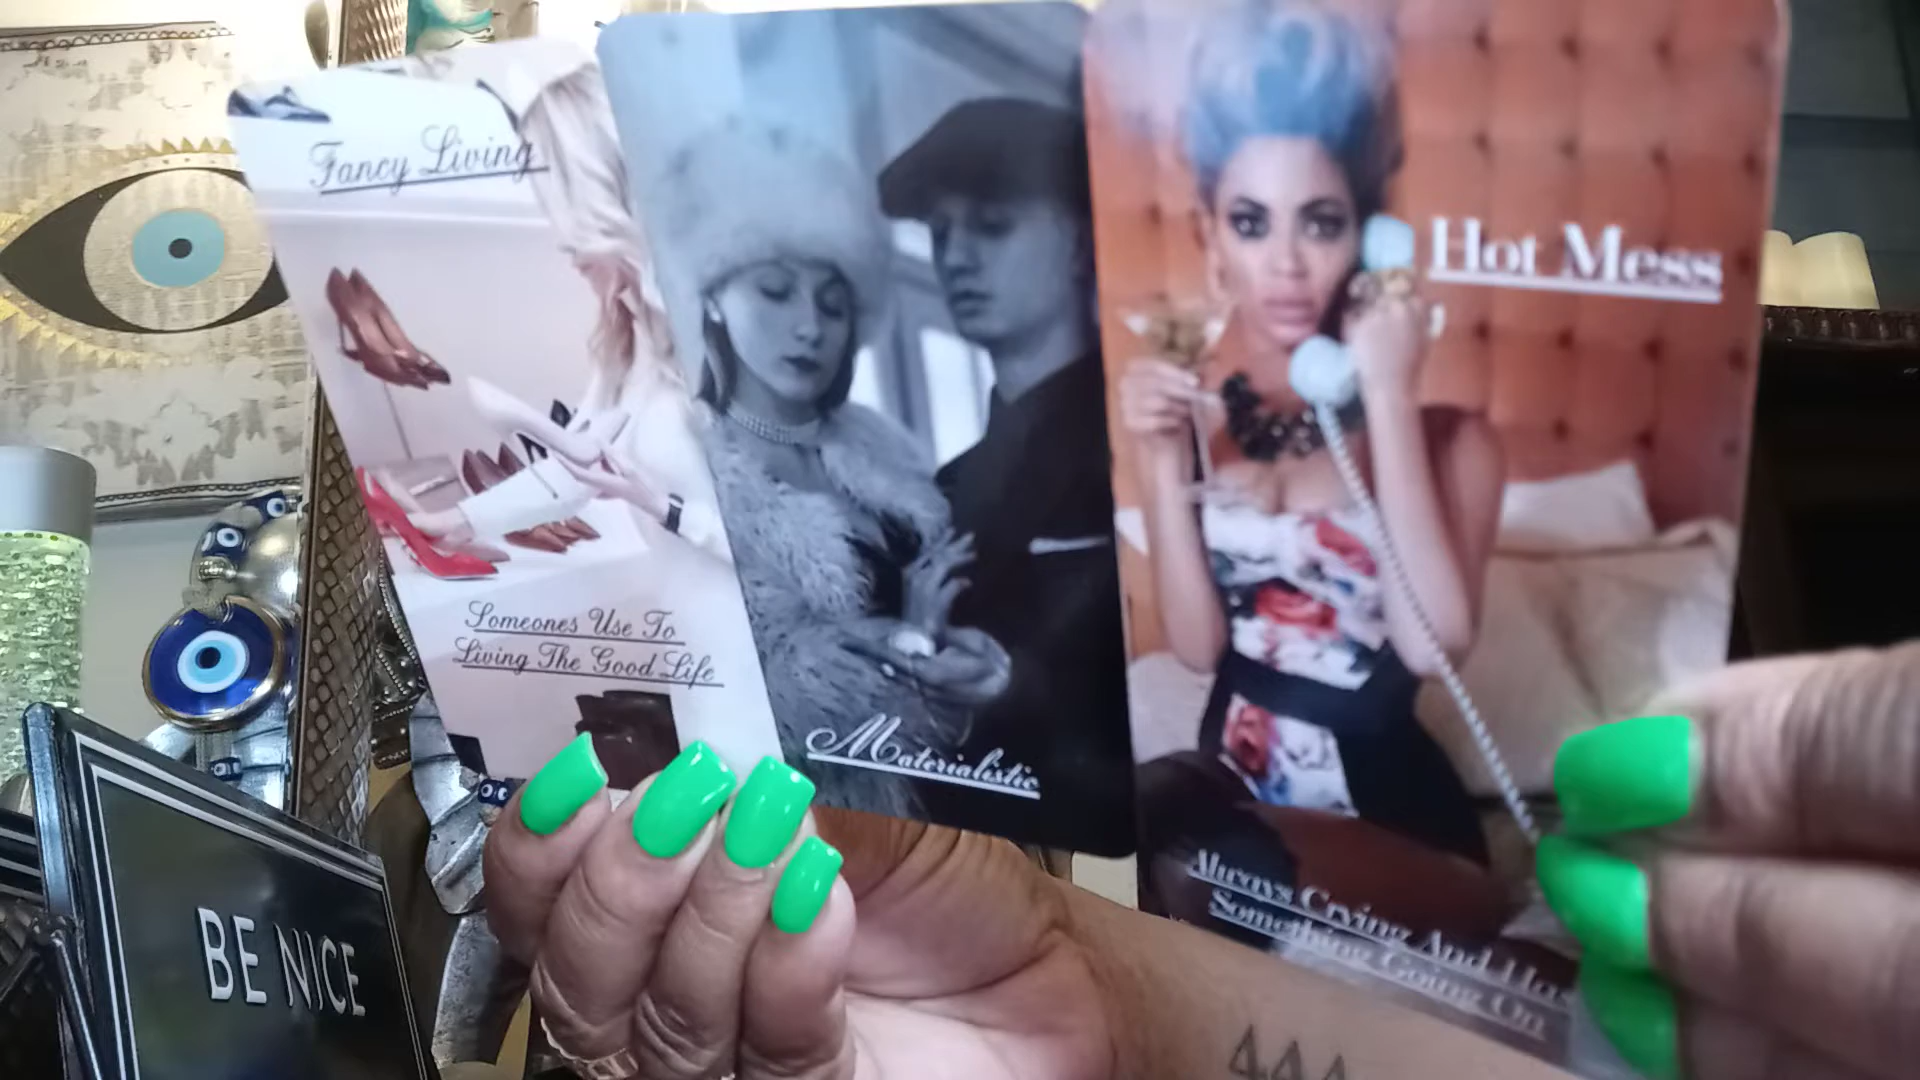 Fancy Living
Someones Use To
Living The Good Life
Materialistic
Hot Mess
Always Crying And Has
Something Going On
BE NICE
444